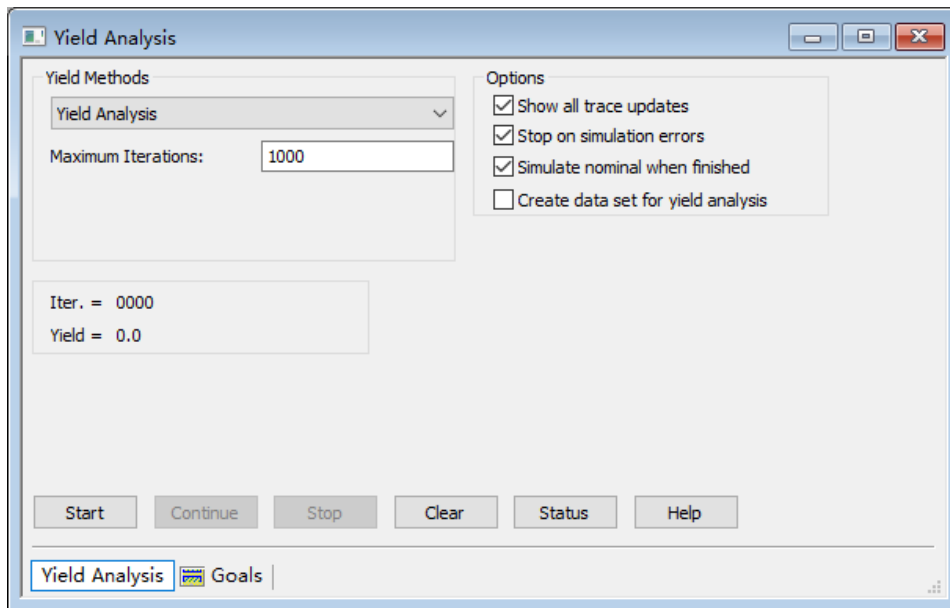 Yield Analysis
Yield Methods
Yield Analysis
Maximum Iterations: 1000
Options
Show all trace updates
Stop on simulation errors
Simulate nominal when finished
Create data set for yield analysis
Iter. = 0000
Yield = 0.0
Start Continue Stop Clear Status Help
Yield Analysis Goals